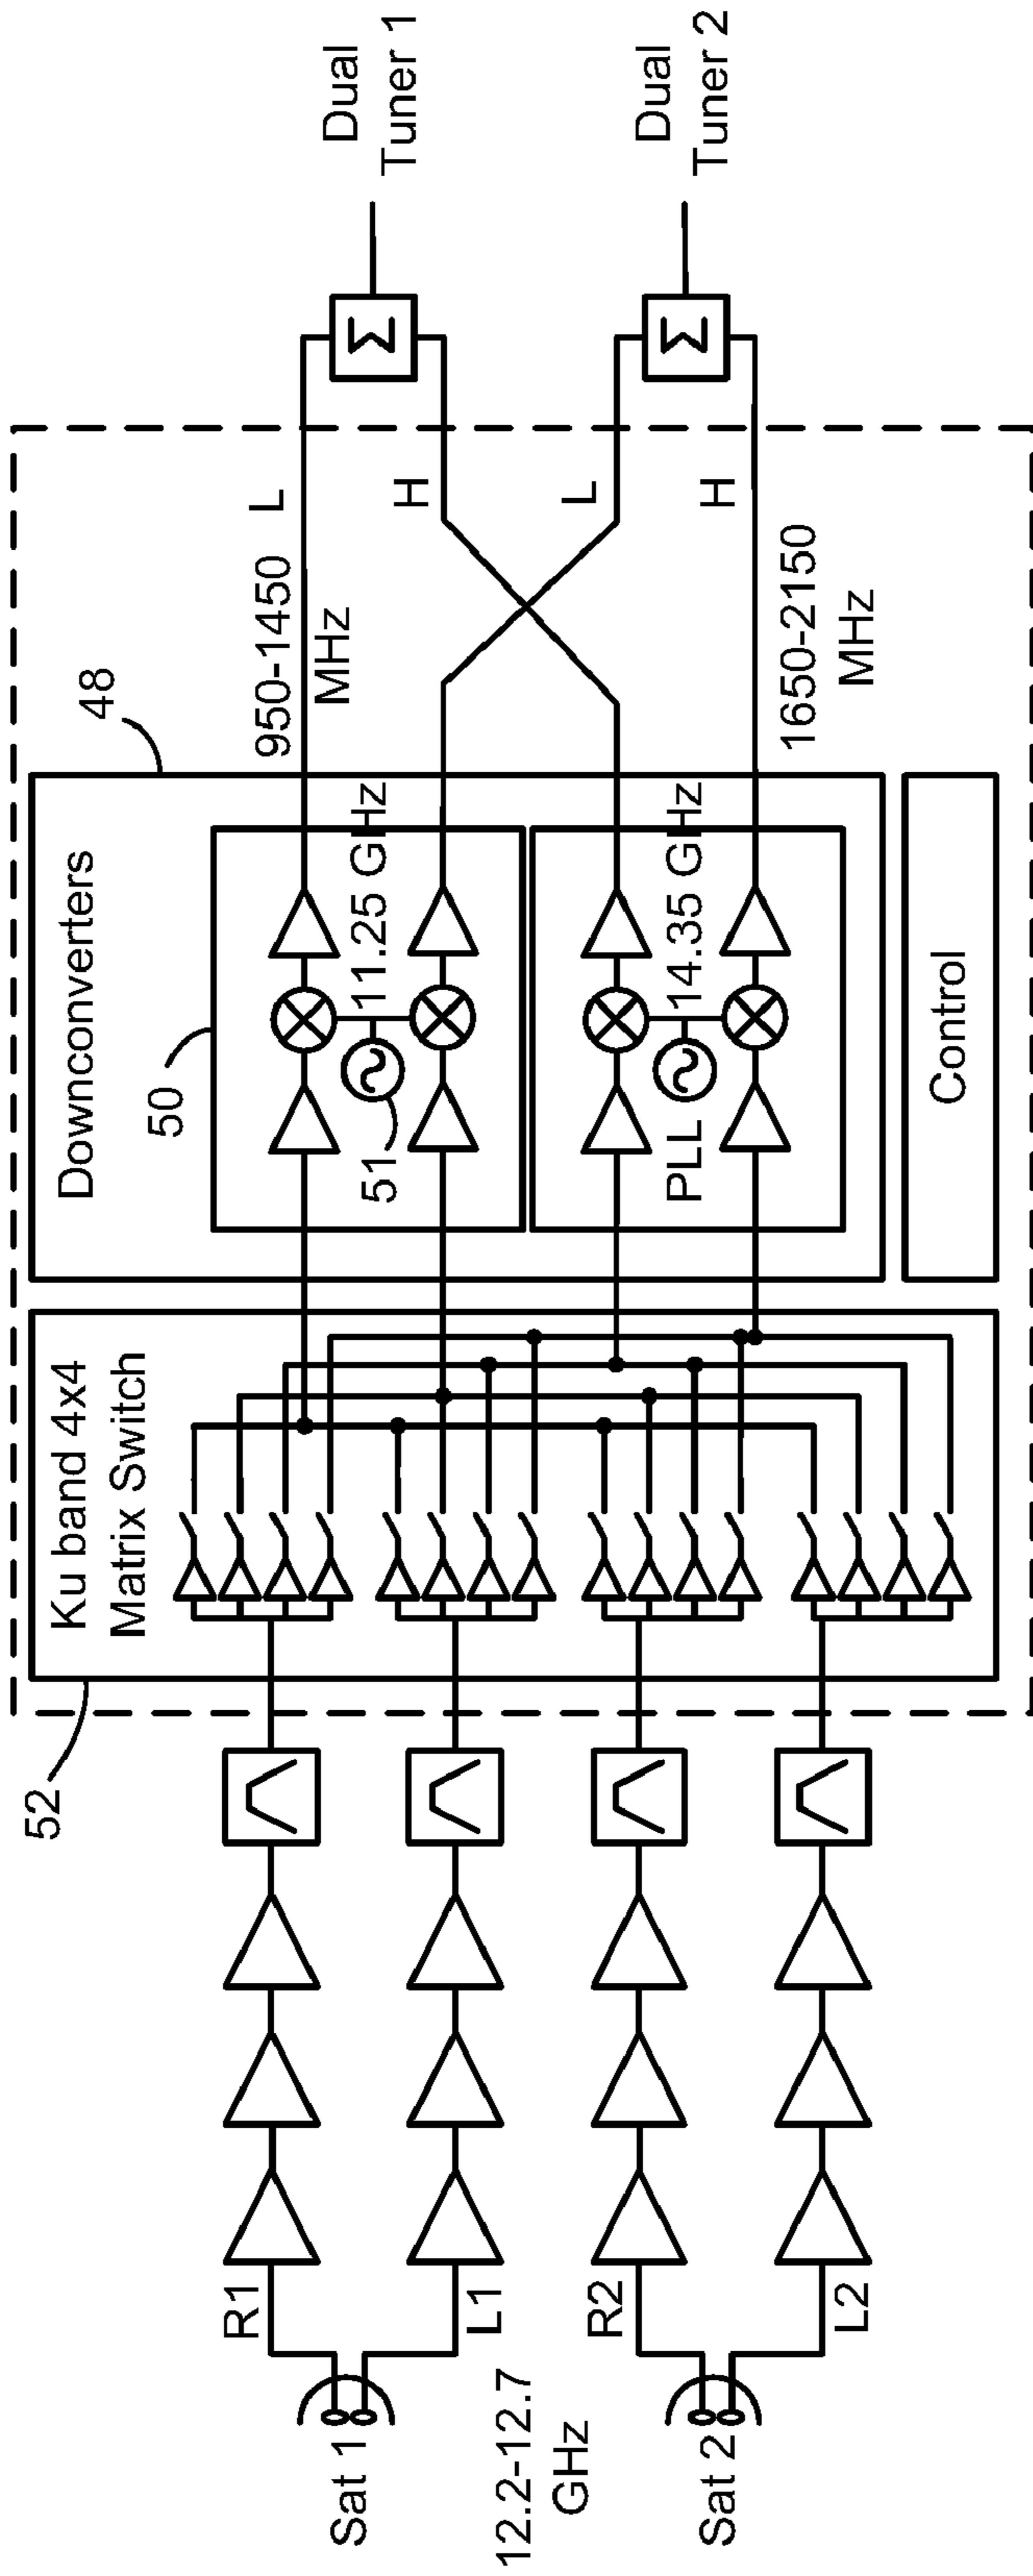 Sat 1
R1
L1
12.2-12.7
GHz
Sat 2
R2
L2
52
Ku band 4x4
Matrix Switch
Downconverters
48
50
51
11.25 GHz
PLL
14.35 GHz
Control
950-1450
MHz
L
H
L
H
1650-2150
MHz
Σ
Σ
Dual
Tuner 1
Dual
Tuner 2